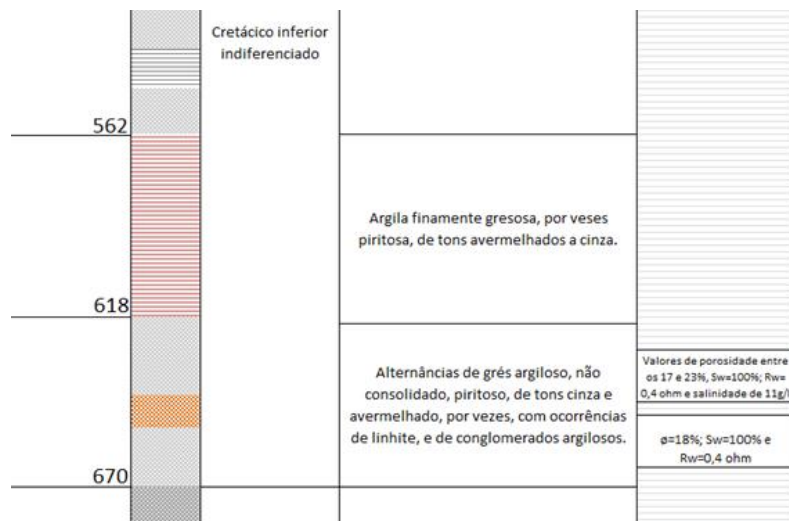 Cretácico inferior
indiferenciado
562
Argila finamente gresosa, por veses
piritosa, de tons avermelhados a cinza.
618
Alternâncias de grés argiloso, não
consolidado, piritoso, de tons cinza e
avermelhado, por vezes, com ocorrências
de linhite, e de conglomerados argilosos.
Valores de porosidade entre
os 17 e 23%, Sw=100%; Rw=
0,4 ohm e salinidade de 11g/l
ø=18%; Sw=100% e
Rw=0,4 ohm
670